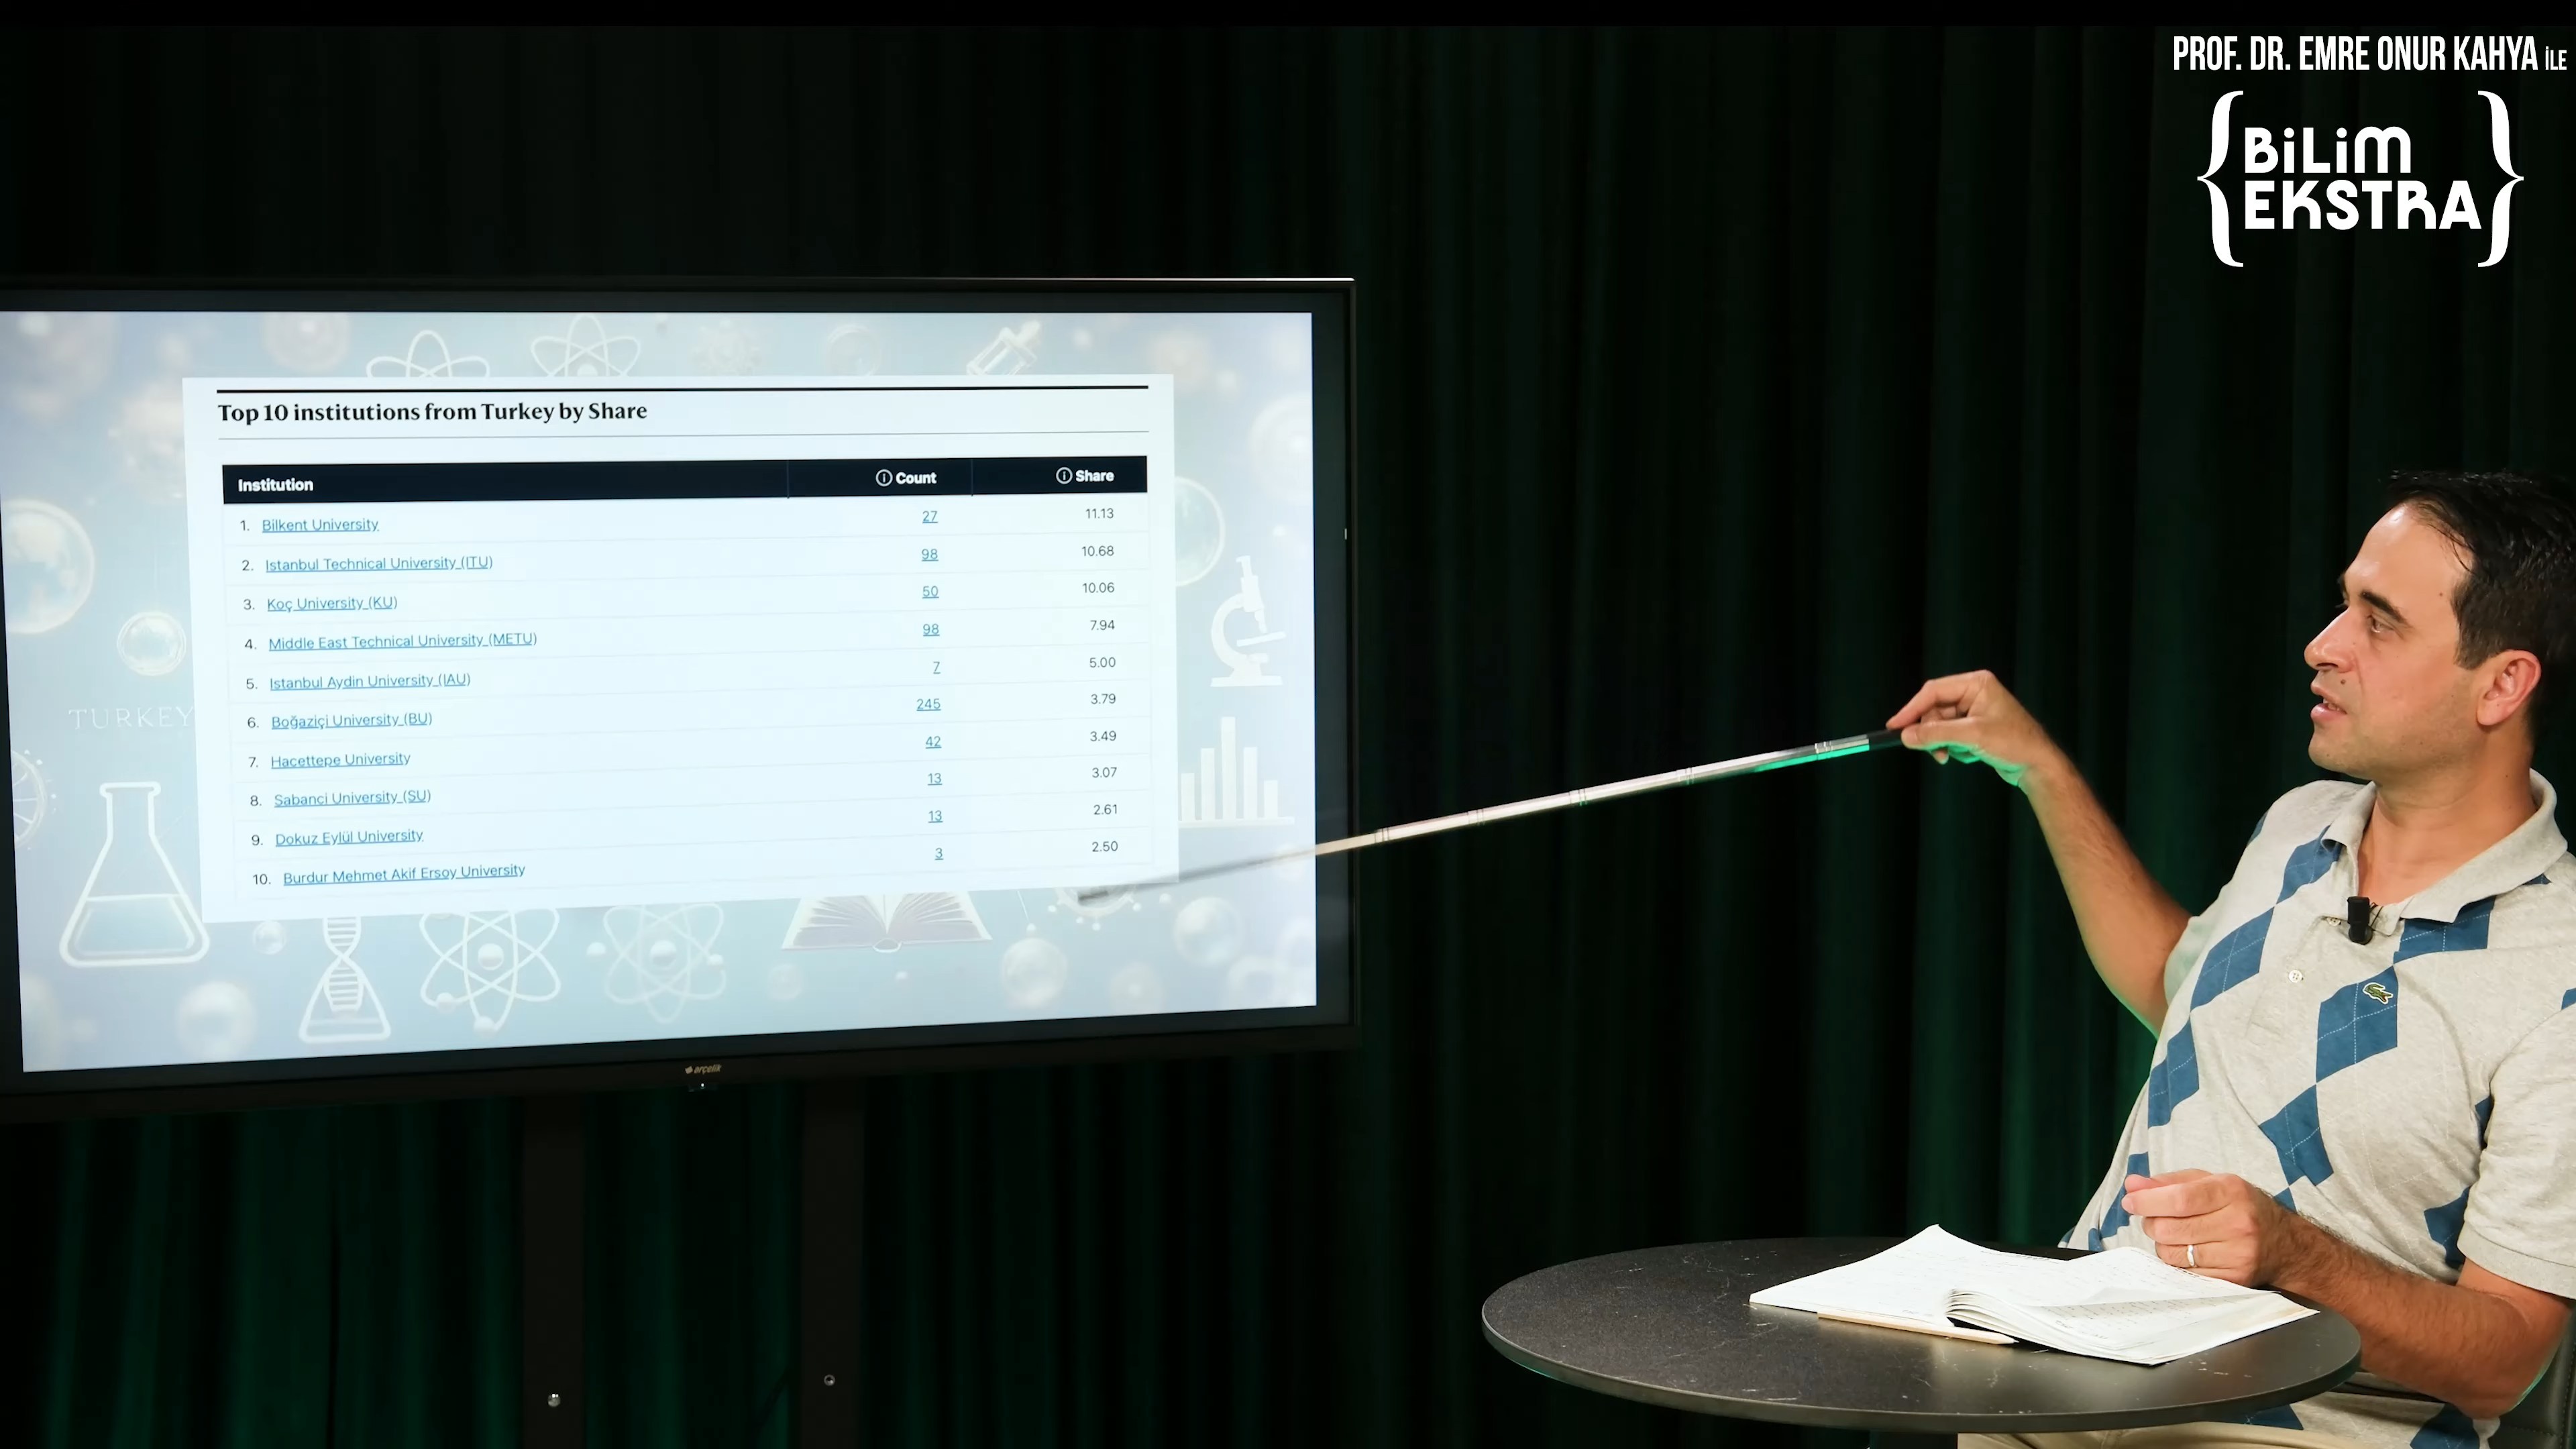 PROF. DR. EMRE ONUR KAHYA İLE
BİLİM
EKSTRA
Top 10 institutions from Turkey by Share
Institution Count Share
1. Bilkent University 27 11.13
2. Istanbul Technical University (ITU) 98 10.68
3. Koç University (KU) 50 10.06
4. Middle East Technical University (METU) 98 7.94
5. Istanbul Aydin University (IAU) 7 5.00
6. Boğaziçi University (BU) 245 3.79
7. Hacettepe University 42 3.49
8. Sabanci University (SU) 13 3.07
9. Dokuz Eylül University 13 2.61
10. Burdur Mehmet Akif Ersoy University 3 2.50
TURKEY
arçelik